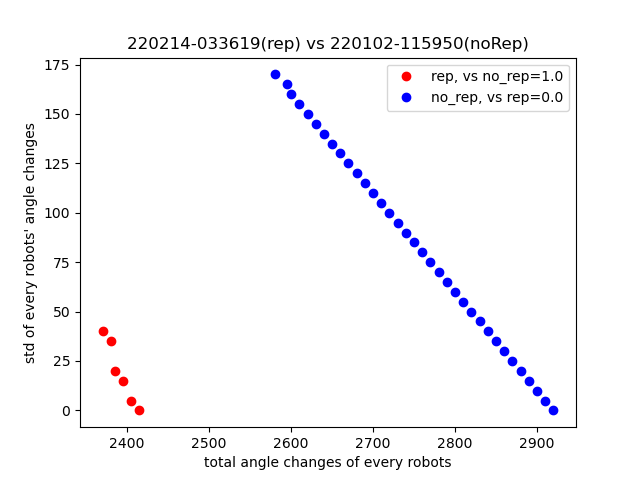 220214-033619(rep) vs 220102-115950(noRep)
rep, vs no_rep=1.0
no_rep, vs rep=0.0
std of every robots' angle changes
175
150
125
100
75
50
25
0
2400 2500 2600 2700 2800 2900
total angle changes of every robots